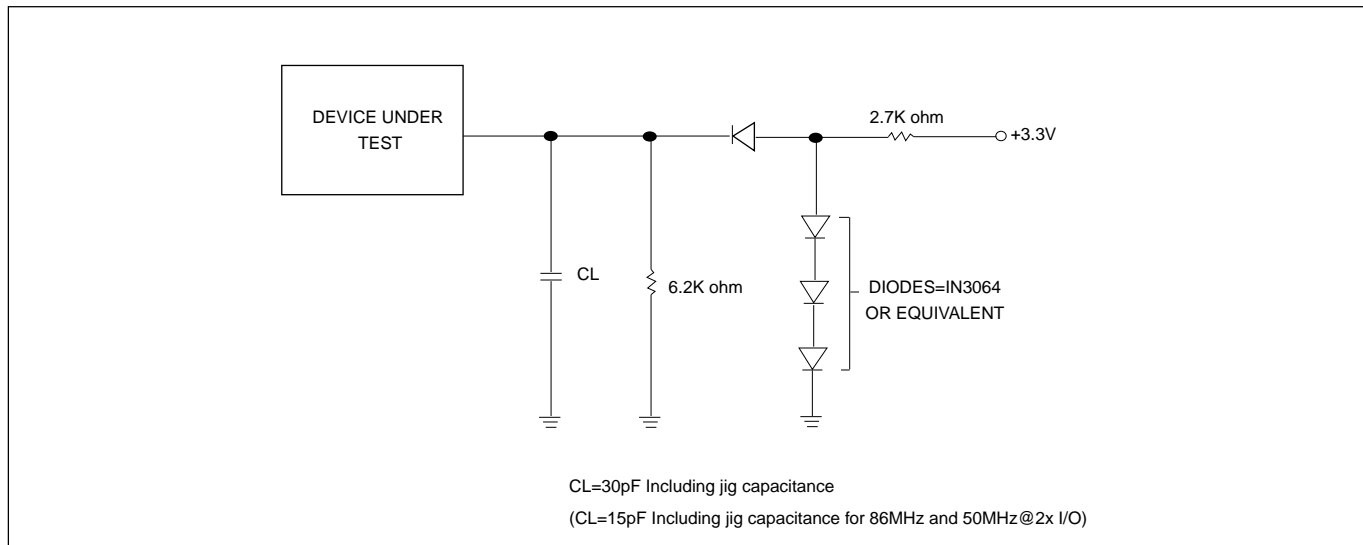 DEVICE UNDER
TEST
2.7K ohm
+3.3V
CL
6.2K ohm
DIODES=IN3064
OR EQUIVALENT
CL=30pF Including jig capacitance
(CL=15pF Including jig capacitance for 86MHz and 50MHz@2x I/O)